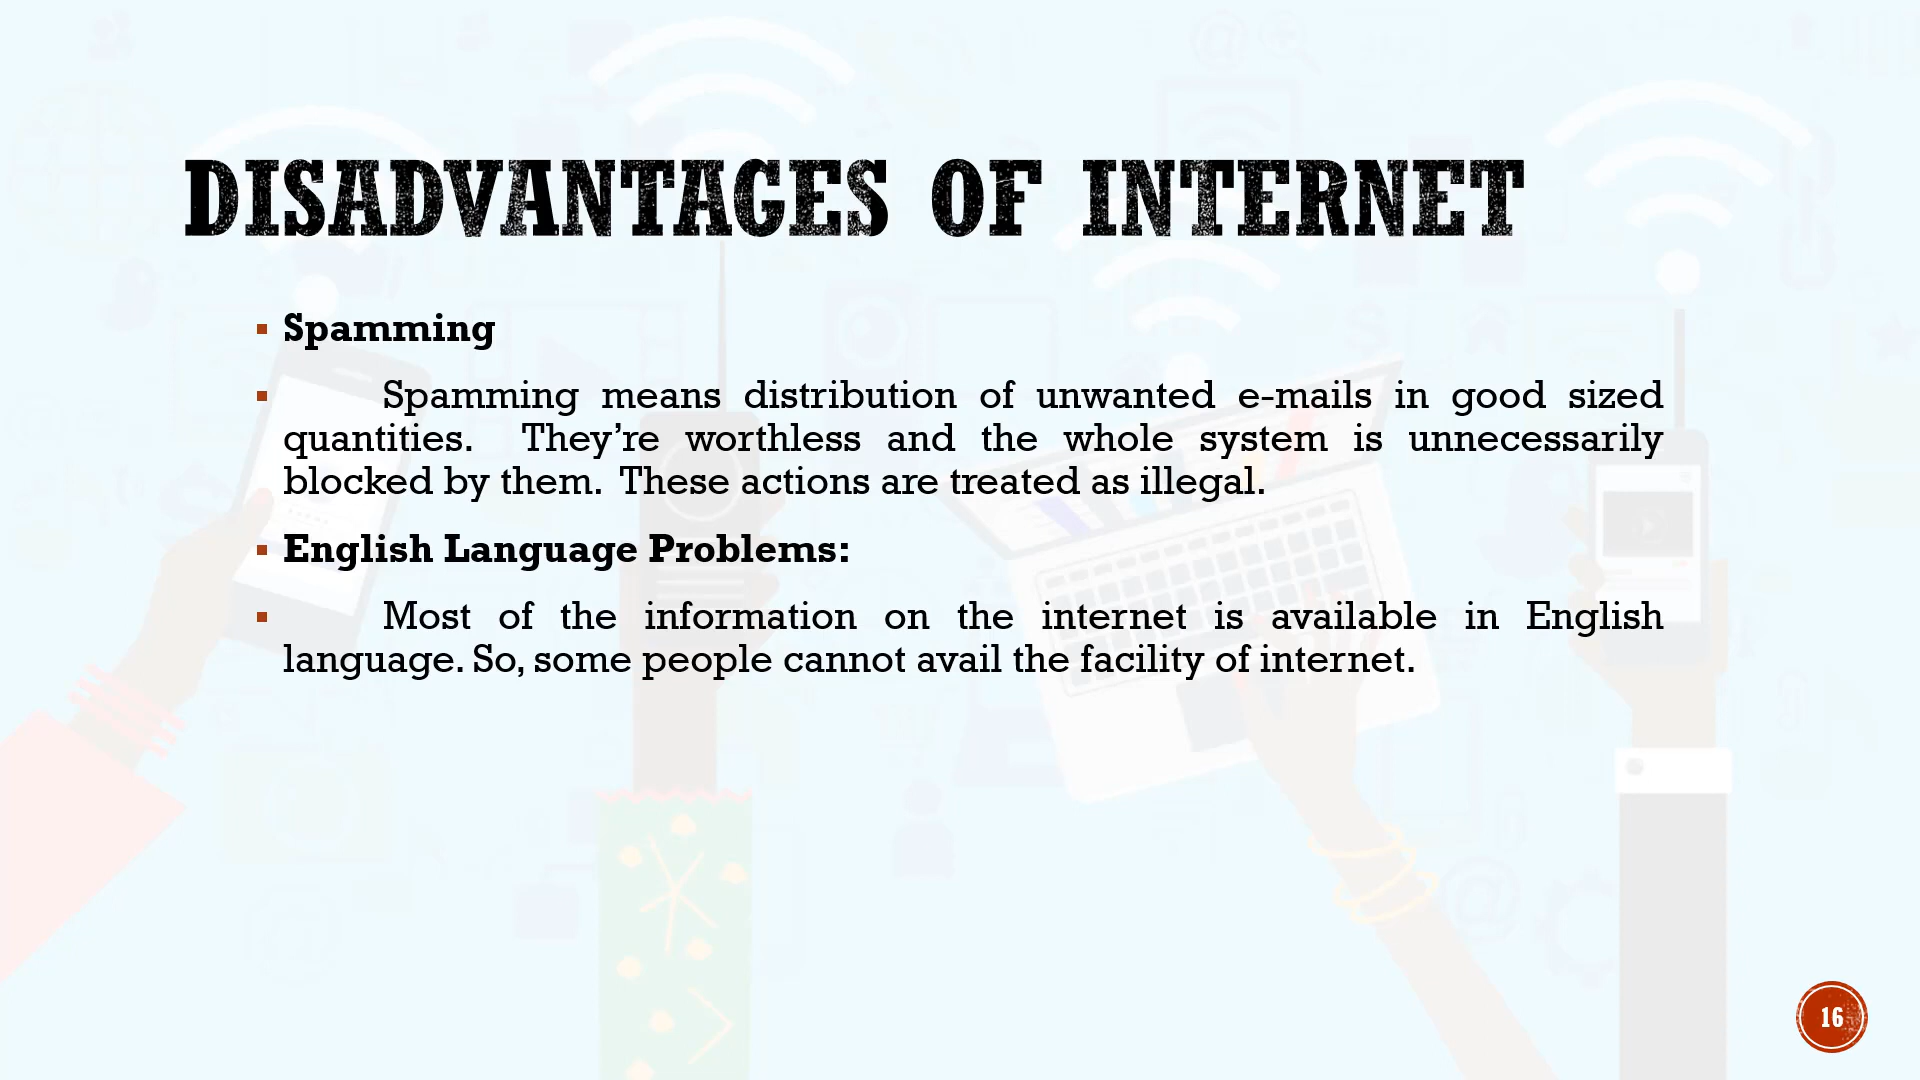 DISADVANTAGES OF INTERNET
▪ Spamming
▪ Spamming means distribution of unwanted e-mails in good sized
quantities. They’re worthless and the whole system is unnecessarily
blocked by them. These actions are treated as illegal.
▪ English Language Problems:
▪ Most of the information on the internet is available in English
language. So, some people cannot avail the facility of internet.
16